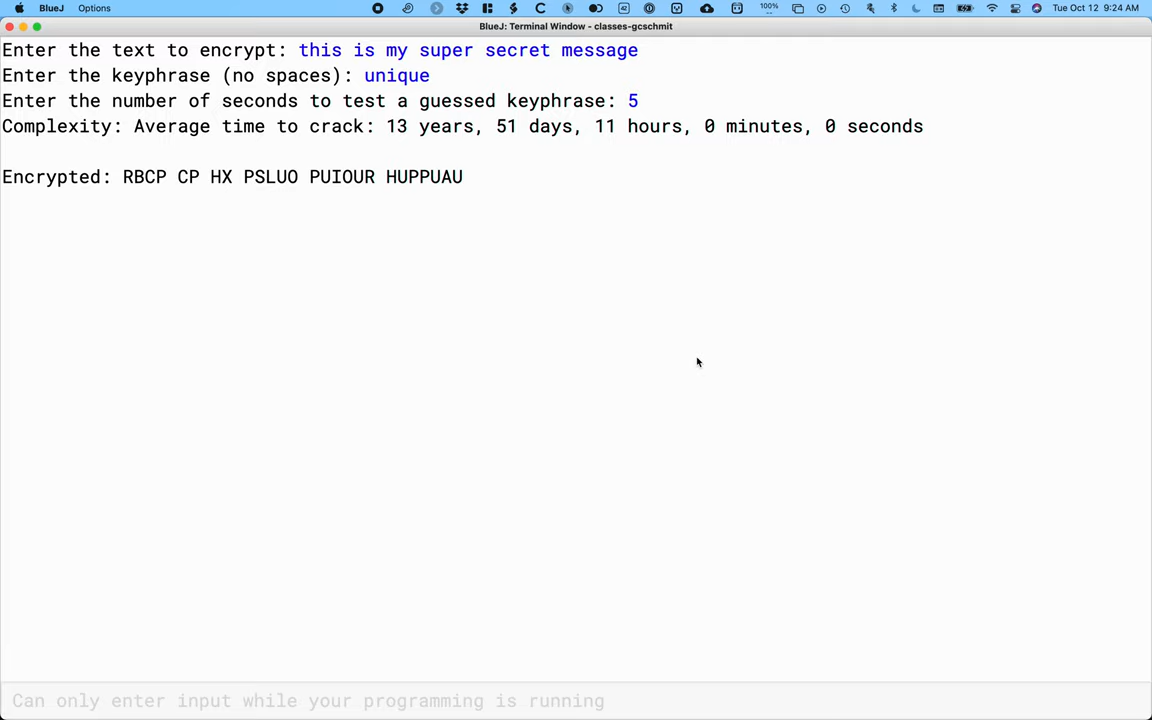 BlueJ Options 100% Tue Oct 12 9:24 AM
BlueJ: Terminal Window - classes-gcschmit
Enter the text to encrypt: this is my super secret message
Enter the keyphrase (no spaces): unique
Enter the number of seconds to test a guessed keyphrase: 5
Complexity: Average time to crack: 13 years, 51 days, 11 hours, 0 minutes, 0 seconds
Encrypted: RBCP CP HX PSLUO PUIOUR HUPPUAU
Can only enter input while your programming is running